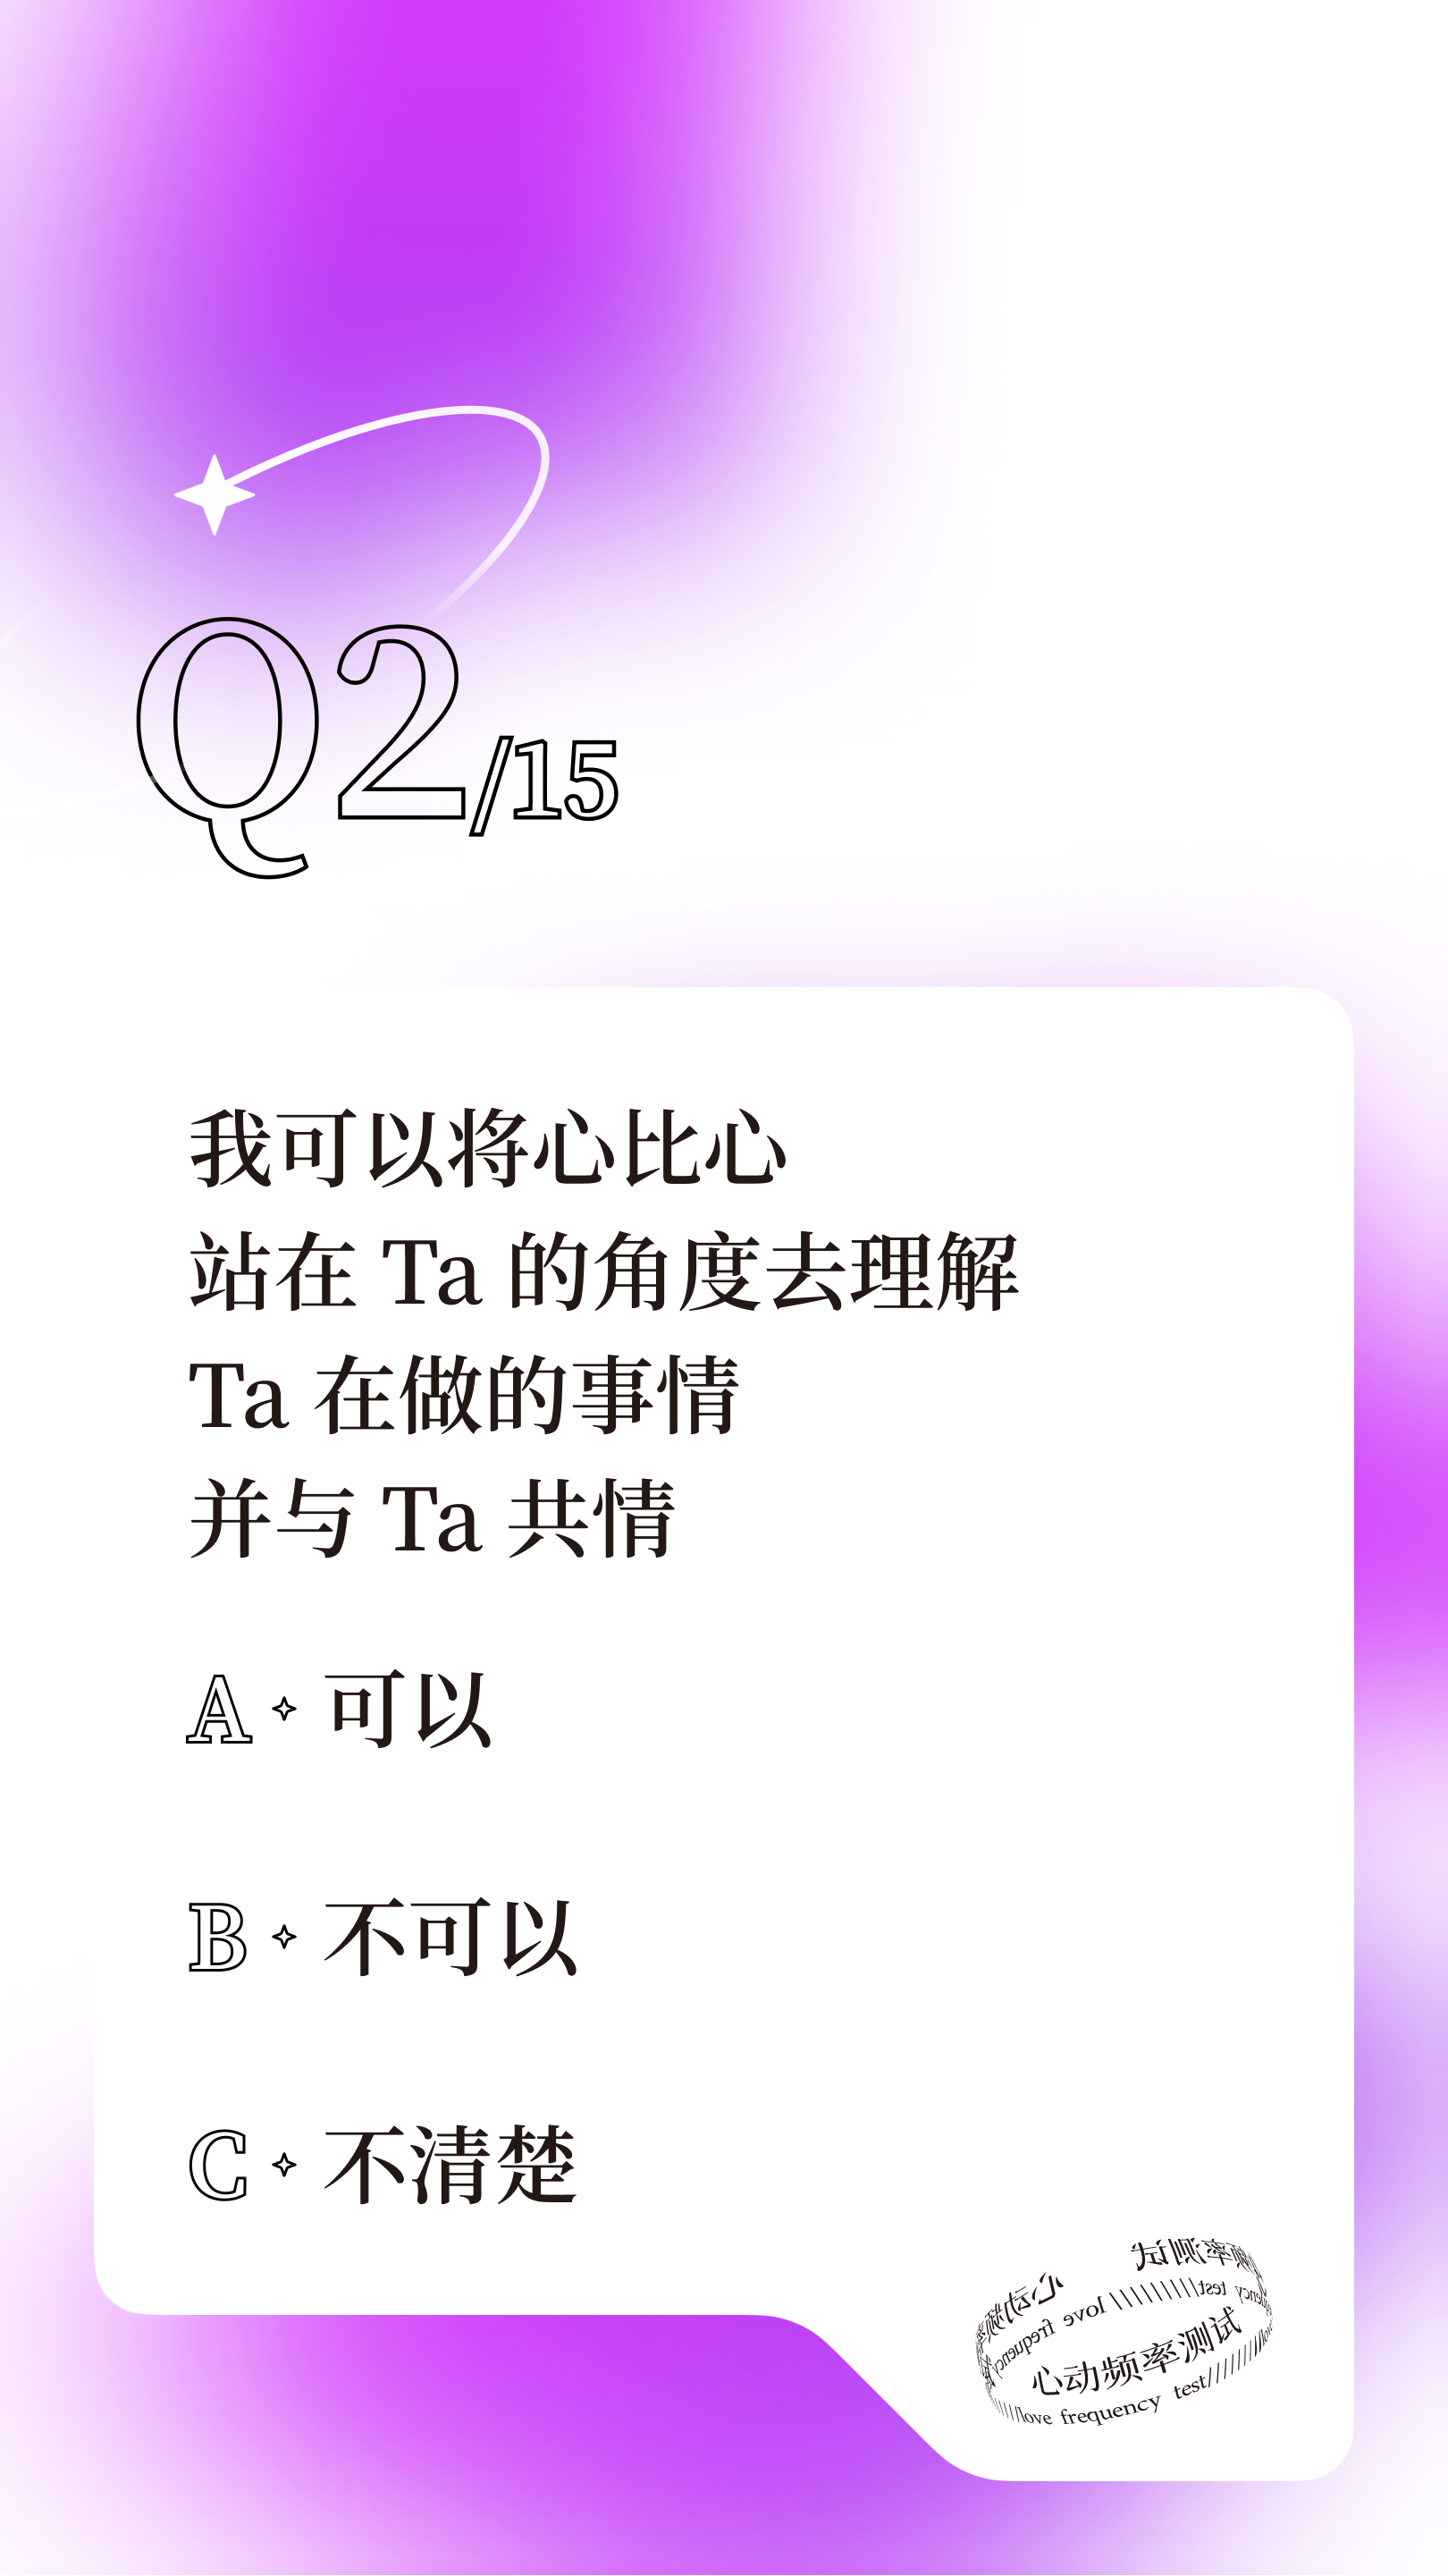 Q2/15
我可以将心比心
站在 Ta 的角度去理解
Ta 在做的事情
并与 Ta 共情
A 可以
B 不可以
C 不清楚
心动频率测试
love frequency test
心动频率测试
love frequency test